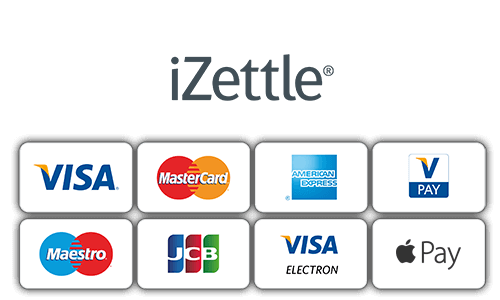 iZettle®
VISA
MasterCard
AMERICAN
EXPRESS
®
V
PAY
Maestro
JCB
VISA
ELECTRON
Pay